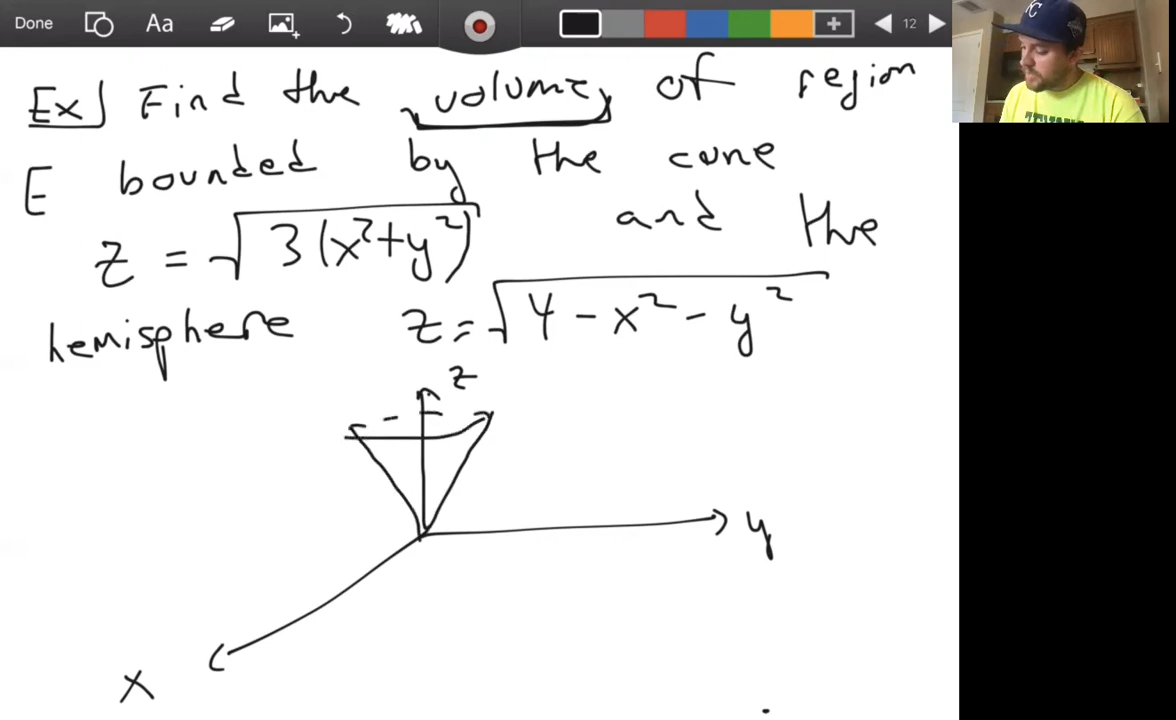 Done Aa 12
Ex] Find the volume of region
E bounded by the cone
z = √3(x²+y²) and the
hemisphere z = √4 - x² - y²
z
y
x